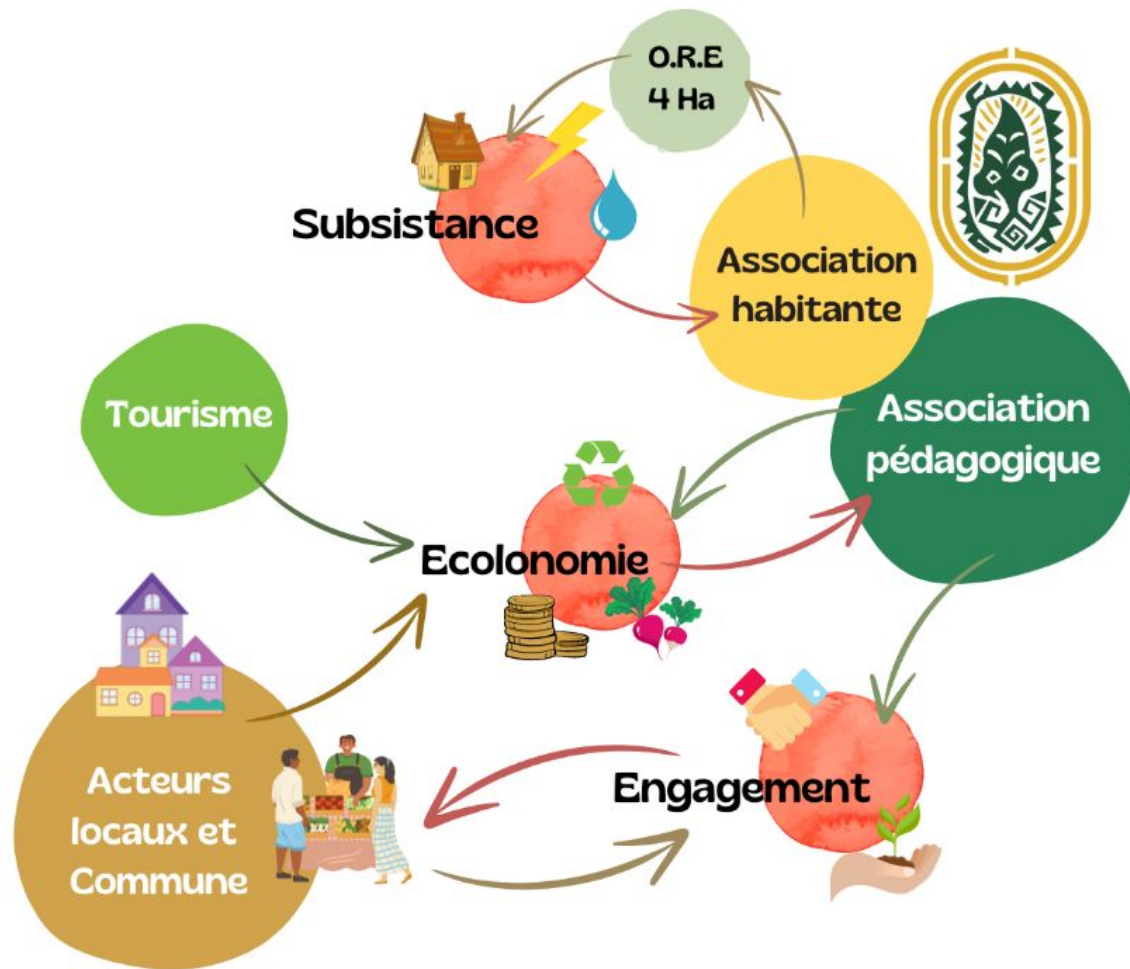 O.R.E
4 Ha
Subsistance
Association
habitante
Tourisme
Association
pédagogique
Ecolonomie
Engagement
Acteurs
locaux et
Commune